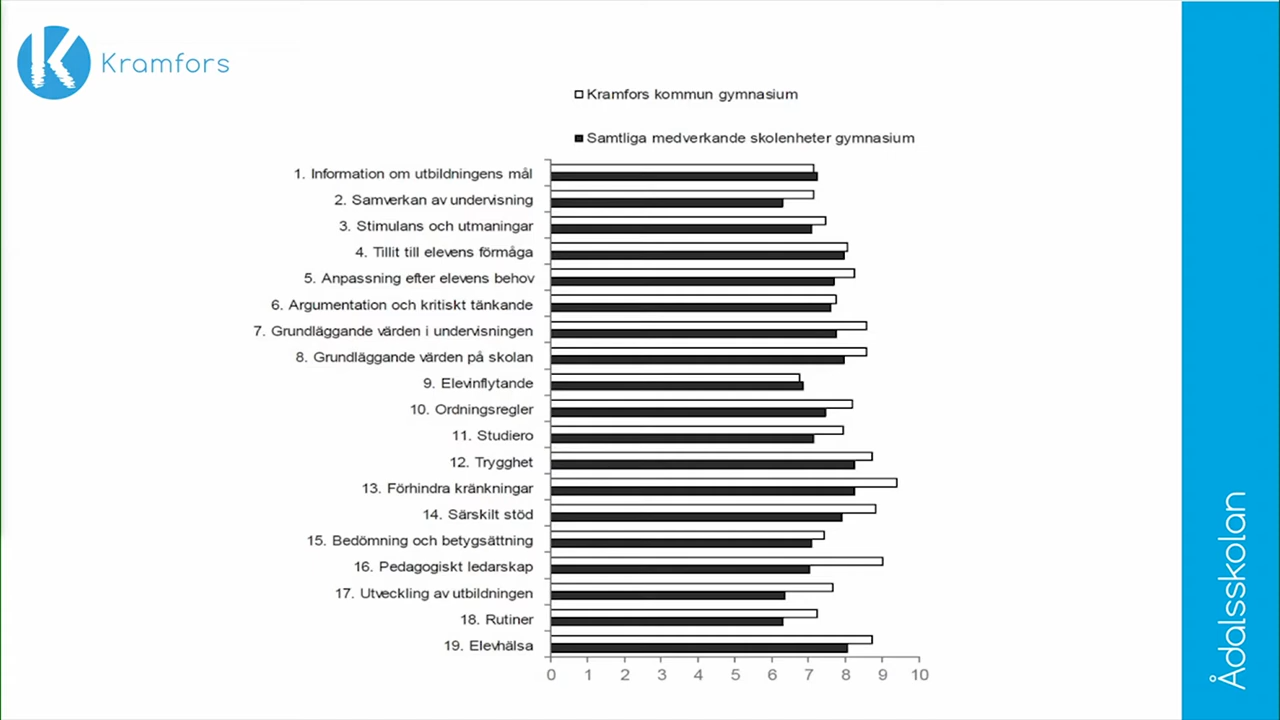 Kramfors
Kramfors kommun gymnasium
Samtliga medverkande skolenheter gymnasium
1. Information om utbildningens mål
2. Samverkan av undervisning
3. Stimulans och utmaningar
4. Tillit till elevens förmåga
5. Anpassning efter elevens behov
6. Argumentation och kritiskt tänkande
7. Grundläggande värden i undervisningen
8. Grundläggande värden på skolan
9. Elevinflytande
10. Ordningsregler
11. Studiero
12. Trygghet
13. Förhindra kränkningar
14. Särskilt stöd
15. Bedömning och betygsättning
16. Pedagogiskt ledarskap
17. Utveckling av utbildningen
18. Rutiner
19. Elevhälsa
0 1 2 3 4 5 6 7 8 9 10
Ådalsskolan